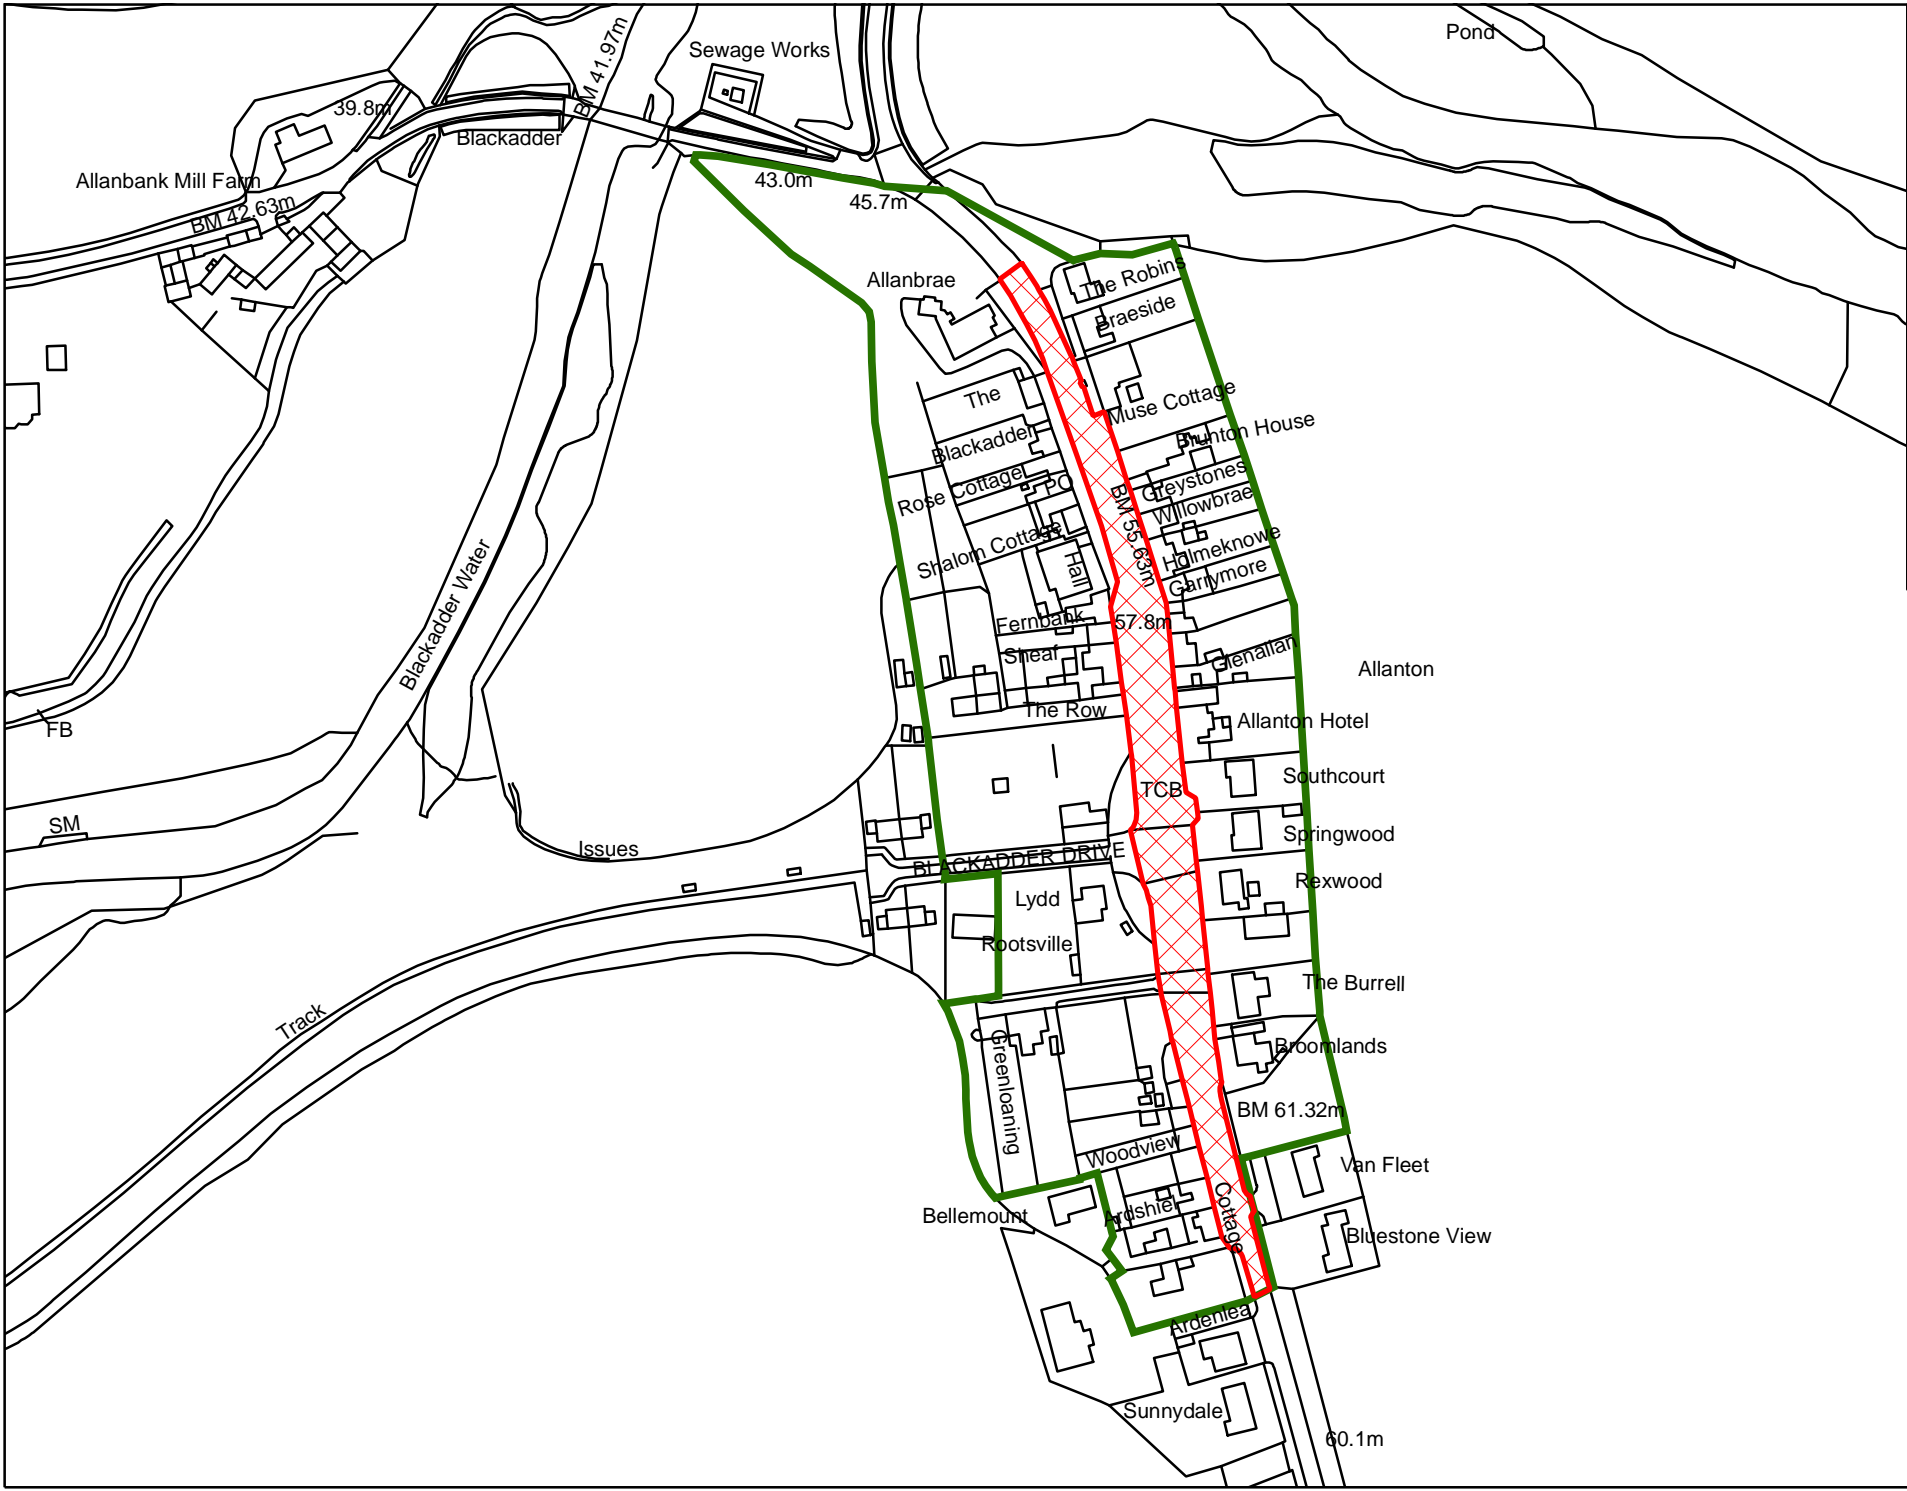 Pond
Sewage Works
BM 41.97m
39.8m
Blackadder
Allanbank Mill Farm
BM 42.63m
43.0m
45.7m
Allanbrae
The Robins
Braeside
The
Muse Cottage
Blackadder
Brunton House
Rose Cottage
PO
Greystones
BM 55.63m
Willowbrae
Shalom Cottage
Hall
Holmeknowe
Garrymore
Blackadder Water
Fernbank
57.8m
Sheaf
Glenallan
Allanton
The Row
Allanton Hotel
FB
Southcourt
TCB
SM
Springwood
Issues
BLACKADDER DRIVE
Rexwood
Lydd
Rootsville
The Burrell
Track
Greenloaning
Broomlands
BM 61.32m
Woodview
Van Fleet
Bellemount
Ardshiel
Cottage
Bluestone View
Ardenlea
Sunnydale
60.1m